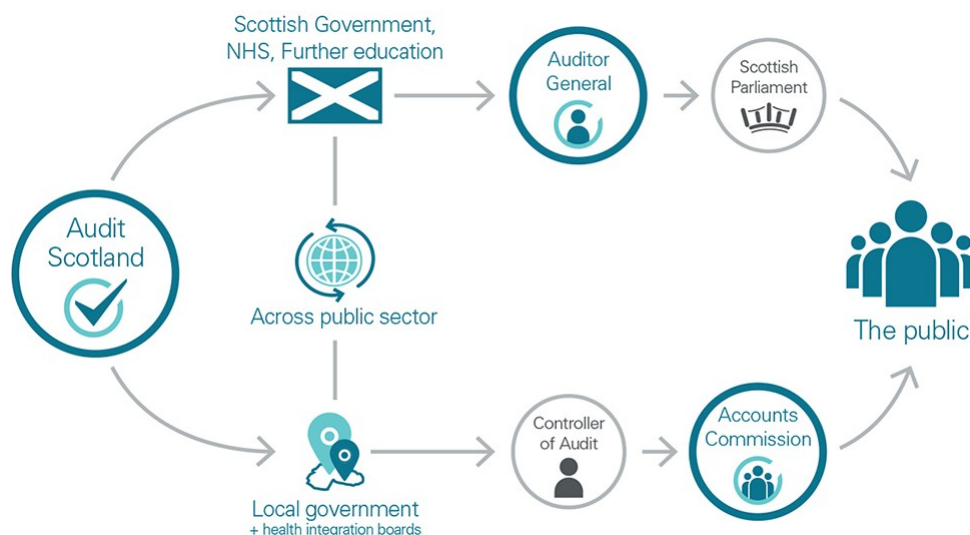 Scottish Government,
NHS, Further education
Auditor
General
Scottish
Parliament
Audit
Scotland
Across public sector
The public
Controller
of Audit
Accounts
Commission
Local government
+ health integration boards